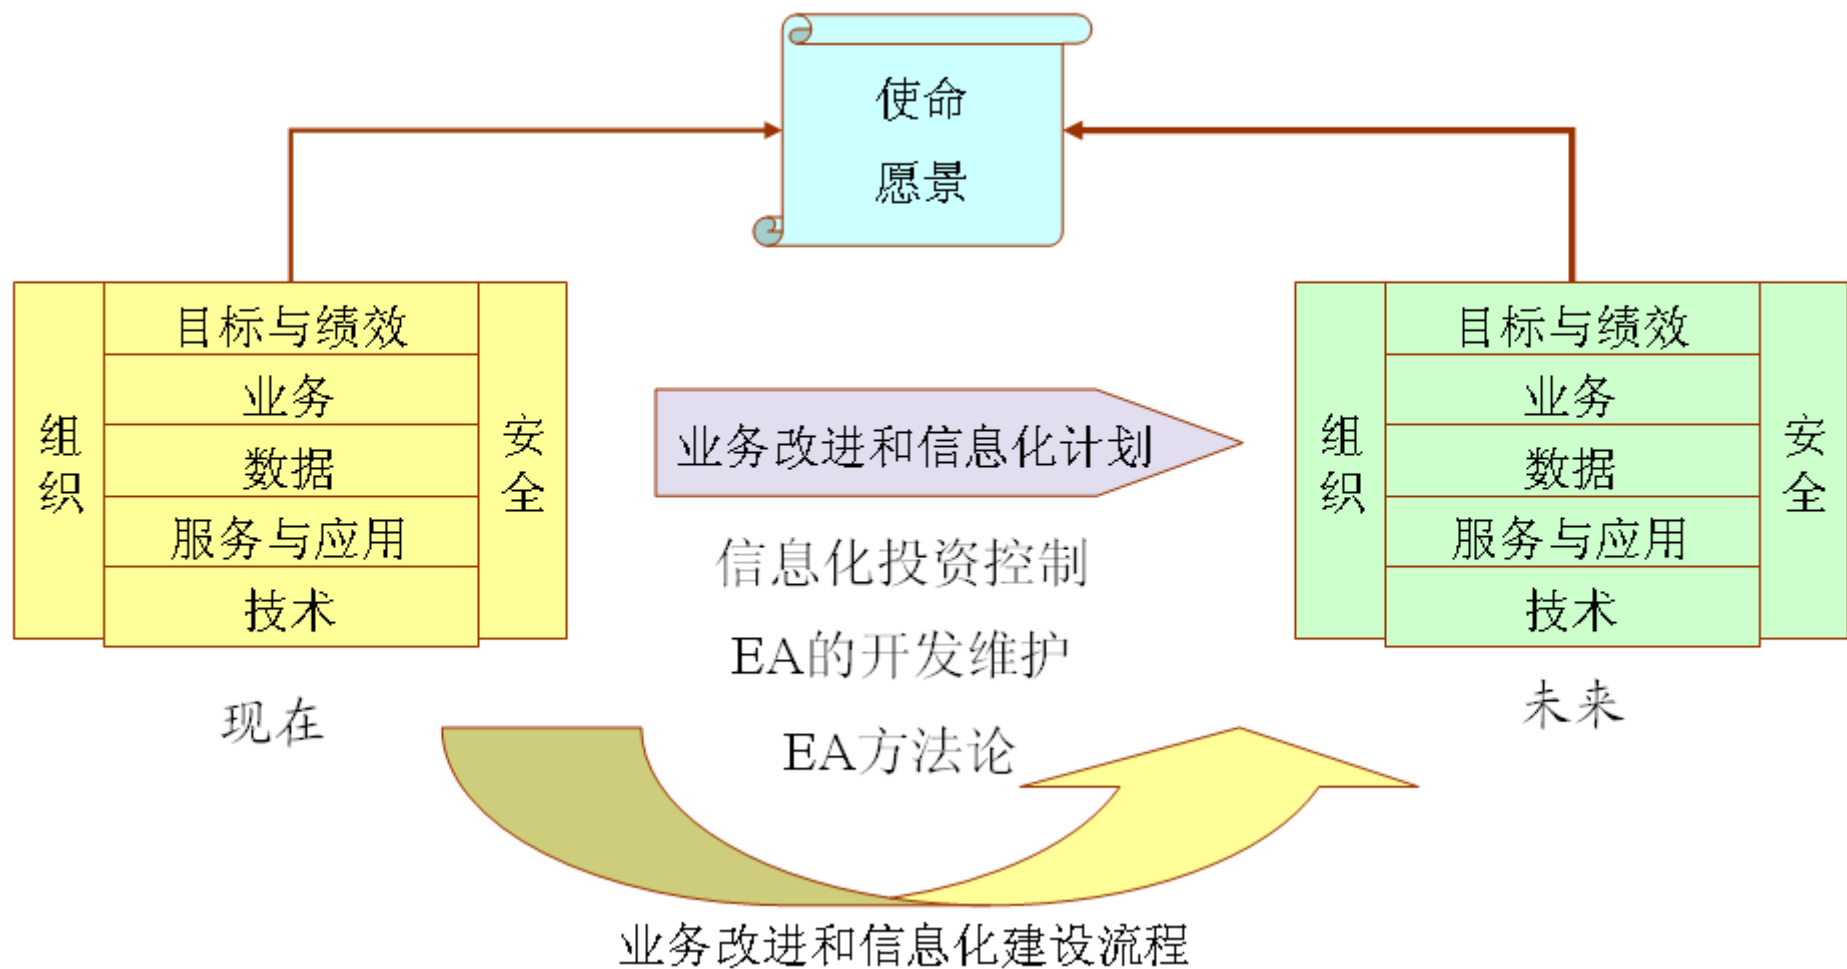 使命
愿景
组织
目标与绩效
业务
数据
服务与应用
技术
安全
现在
业务改进和信息化计划
信息化投资控制
EA的开发维护
EA方法论
组织
目标与绩效
业务
数据
服务与应用
技术
安全
未来
业务改进和信息化建设流程